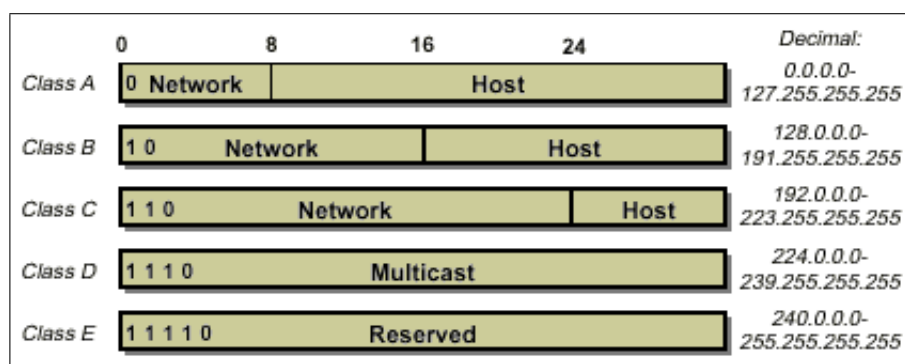 0 8 16 24 Decimal:
Class A 0 Network Host 0.0.0.0-
127.255.255.255
Class B 1 0 Network Host 128.0.0.0-
191.255.255.255
Class C 1 1 0 Network Host 192.0.0.0-
223.255.255.255
Class D 1 1 1 0 Multicast 224.0.0.0-
239.255.255.255
Class E 1 1 1 1 0 Reserved 240.0.0.0-
255.255.255.255